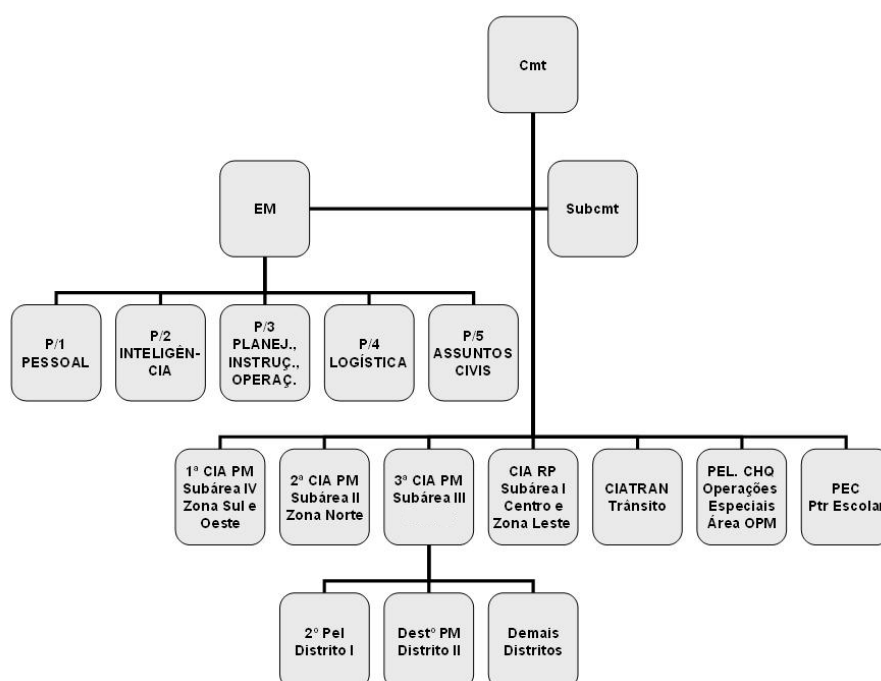 Cmt
EM
Subcmt
P/1
PESSOAL
P/2
INTELIGÊN-
CIA
P/3
PLANEJ.,
INSTRUÇ.,
OPERAÇ.
P/4
LOGÍSTICA
P/5
ASSUNTOS
CIVIS
1ª CIA PM
Subárea IV
Zona Sul e
Oeste
2ª CIA PM
Subárea II
Zona Norte
3ª CIA PM
Subárea III
CIA RP
Subárea I
Centro e
Zona Leste
CIATRAN
Trânsito
PEL. CHQ
Operações
Especiais
Área OPM
PEC
Ptr Escolar
2º Pel
Distrito I
Destº PM
Distrito II
Demais
Distritos